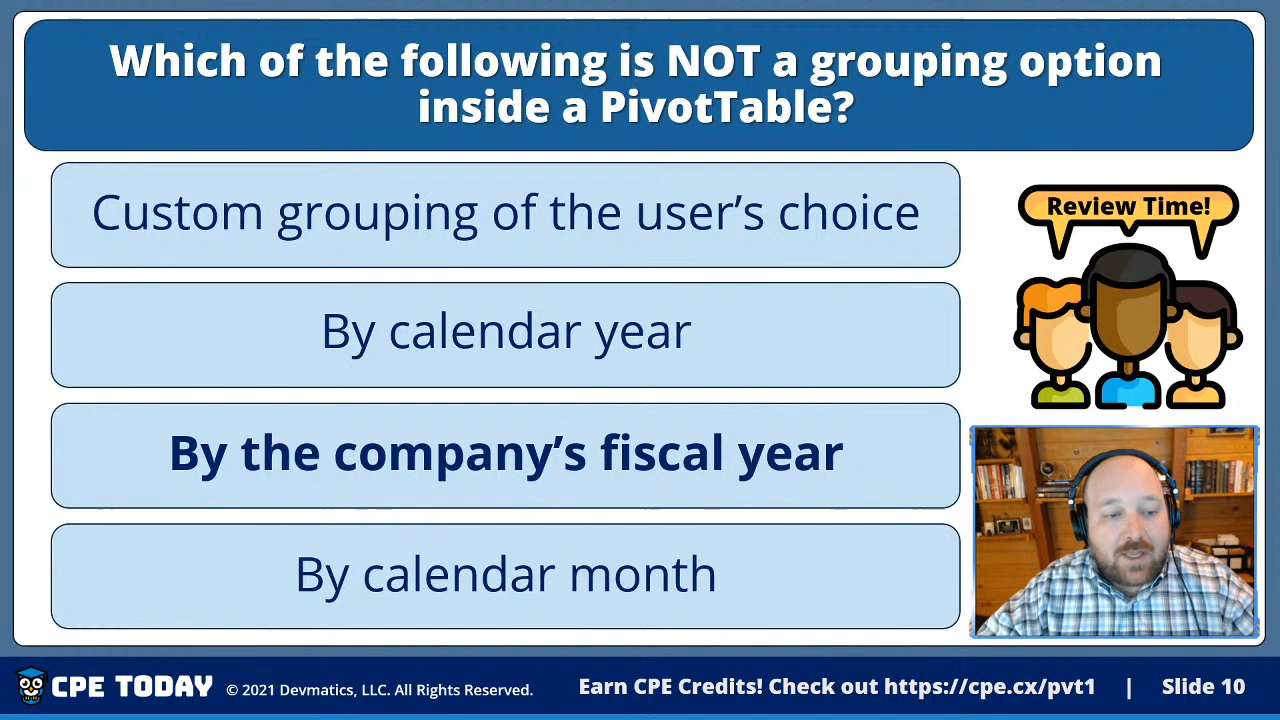 Which of the following is NOT a grouping option
inside a PivotTable?
Custom grouping of the user’s choice
By calendar year
By the company’s fiscal year
By calendar month
Review Time!
CPE TODAY
© 2021 Devmatics, LLC. All Rights Reserved.
Earn CPE Credits! Check out https://cpe.cx/pvt1 | Slide 10